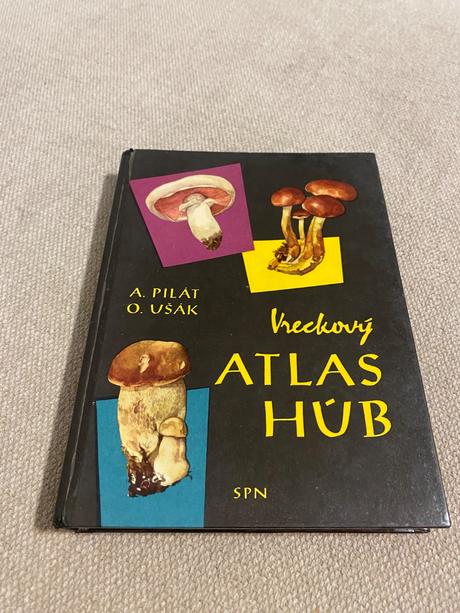 A. PILÁT
O. UŠÁK
Vreckový
ATLAS
HÚB
SPN